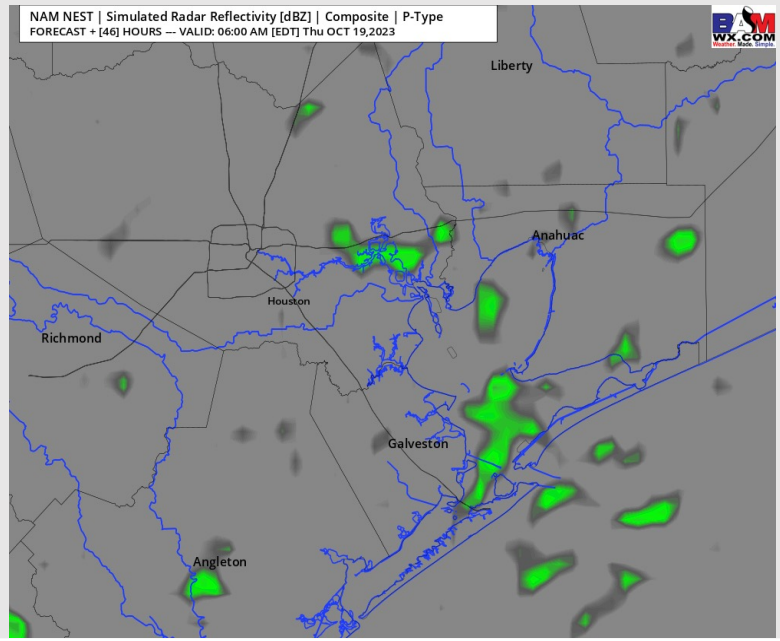 NAM NEST | Simulated Radar Reflectivity [dBZ] | Composite | P-Type
FORECAST + [46] HOURS --- VALID: 06:00 AM [EDT] Thu OCT 19,2023
BAM
WX.COM
Weather. Made. Simple.
Liberty
Anahuac
Houston
Richmond
Galveston
Angleton